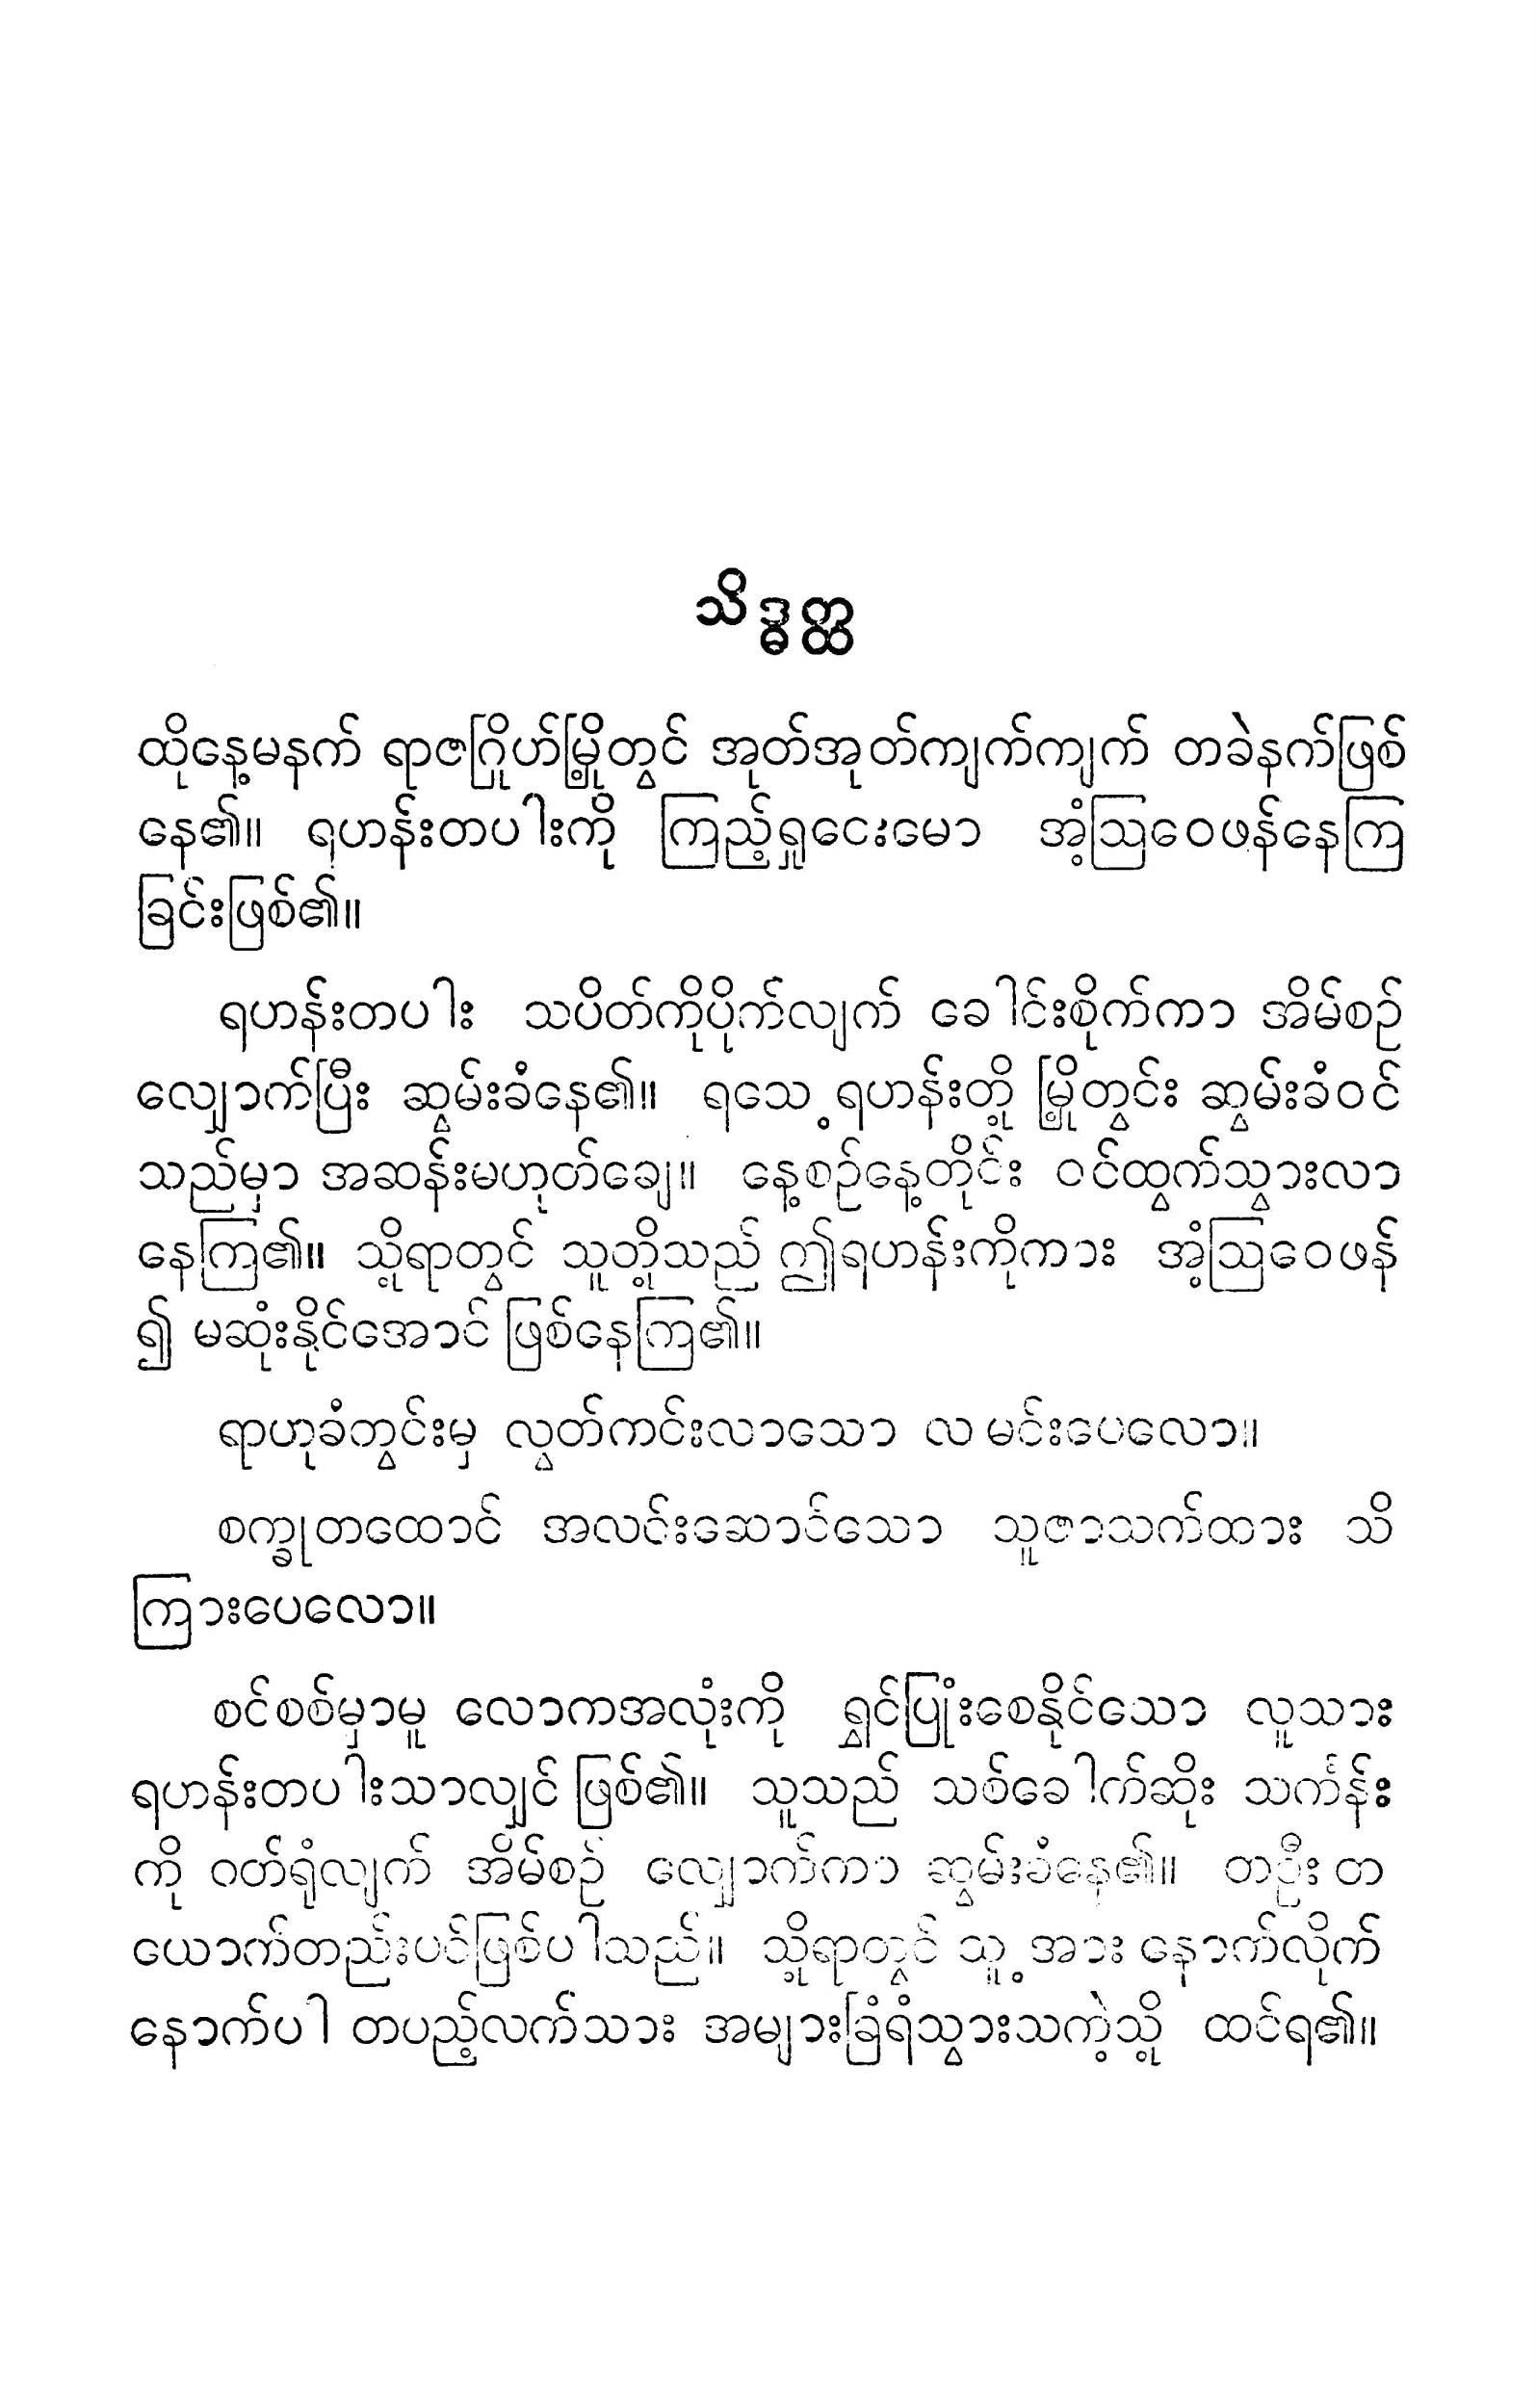 သိဒ္ဓတ္ထ
ထိုနေ့မနက် ရာဇဂြိုဟ်မြို့တွင် အုတ်အုတ်ကျက်ကျက် တခဲနက်ဖြစ်
နေ၏။ ရဟန်းတပါးကို ကြည့်ရှုငေးမော အံ့ဩဝေဖန်နေကြ
ခြင်းဖြစ်၏။
ရဟန်းတပါး သပိတ်ကိုပိုက်လျက် ခေါင်းစိုက်ကာ အိမ်စဉ်
လျှောက်ပြီး ဆွမ်းခံနေ၏။ ရသေ့ ရဟန်းတို့ မြို့တွင်း ဆွမ်းခံဝင်
သည်မှာ အဆန်းမဟုတ်ချေ။ နေ့စဉ်နေ့တိုင်း ဝင်ထွက်သွားလာ
နေကြ၏။ သို့ရာတွင် သူတို့သည် ဤရဟန်းကိုကား အံ့ဩဝေဖန်
၍ မဆုံးနိုင်အောင် ဖြစ်နေကြ၏။
ရာဟုခံတွင်းမှ လွတ်ကင်းလာသော လမင်းပေလော။
စက္ခုတထောင် အလင်းဆောင်သော သူဇာသက်ထား သိ
ကြားပေလော။
စင်စစ်မှာမူ လောကအလုံးကို ရွှင်ပြုံးစေနိုင်သော လူသား
ရဟန်းတပါးသာလျှင် ဖြစ်၏။ သူသည် သစ်ခေါက်ဆိုး သင်္ကန်း
ကို ဝတ်ရုံလျက် အိမ်စဉ် လျှောက်ကာ ဆွမ်းခံနေ၏။ တဦး တ
ယောက်တည်းပင်ဖြစ်ပါသည်။ သို့ရာတွင် သူ့အား နောက်လိုက်
နောက်ပါ တပည့်လက်သား အများခြံရံသွားသကဲ့သို့ ထင်ရ၏။